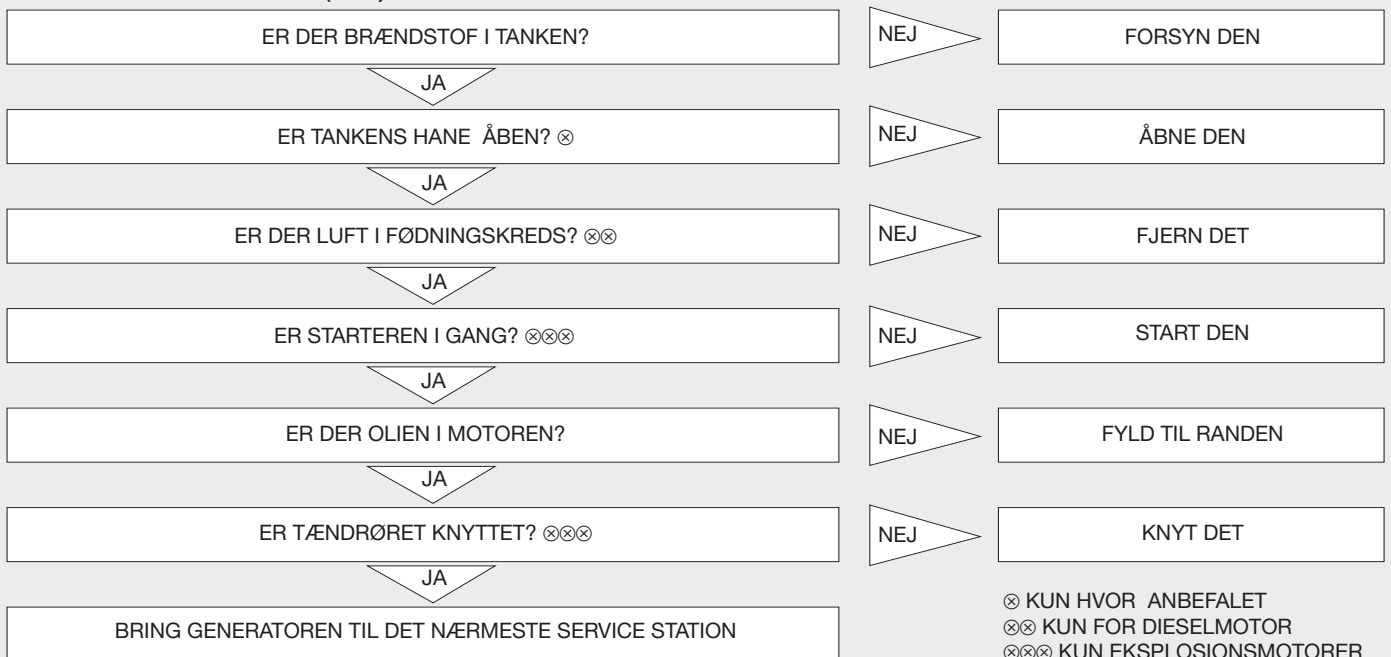 ER DER BRÆNDSTOF I TANKEN?
NEJ
FORSYN DEN
JA
ER TANKENS HANE ÅBEN? ⊗
NEJ
ÅBNE DEN
JA
ER DER LUFT I FØDNINGSKREDS? ⊗⊗
NEJ
FJERN DET
JA
ER STARTEREN I GANG? ⊗⊗⊗
NEJ
START DEN
JA
ER DER OLIEN I MOTOREN?
NEJ
FYLD TIL RANDEN
JA
ER TÆNDRØRET KNYTTET? ⊗⊗⊗
NEJ
KNYT DET
JA
BRING GENERATOREN TIL DET NÆRMESTE SERVICE STATION
⊗ KUN HVOR ANBEFALET
⊗⊗ KUN FOR DIESELMOTOR
⊗⊗⊗ KUN EKSPLOSIONSMOTORER